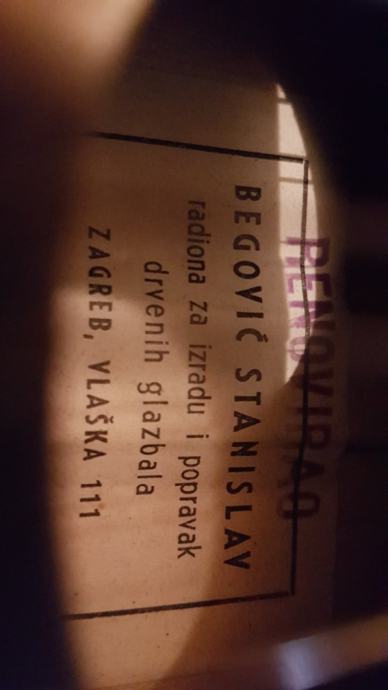 RENOVIRAO
BEGOVIĆ STANISLAV
radiona za izradu i popravak
drvenih glazbala
ZAGREB, VLAŠKA 111